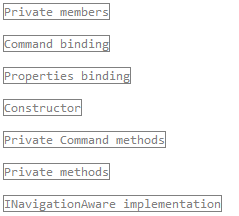 Private members
Command binding
Properties binding
Constructor
Private Command methods
Private methods
INavigationAware implementation